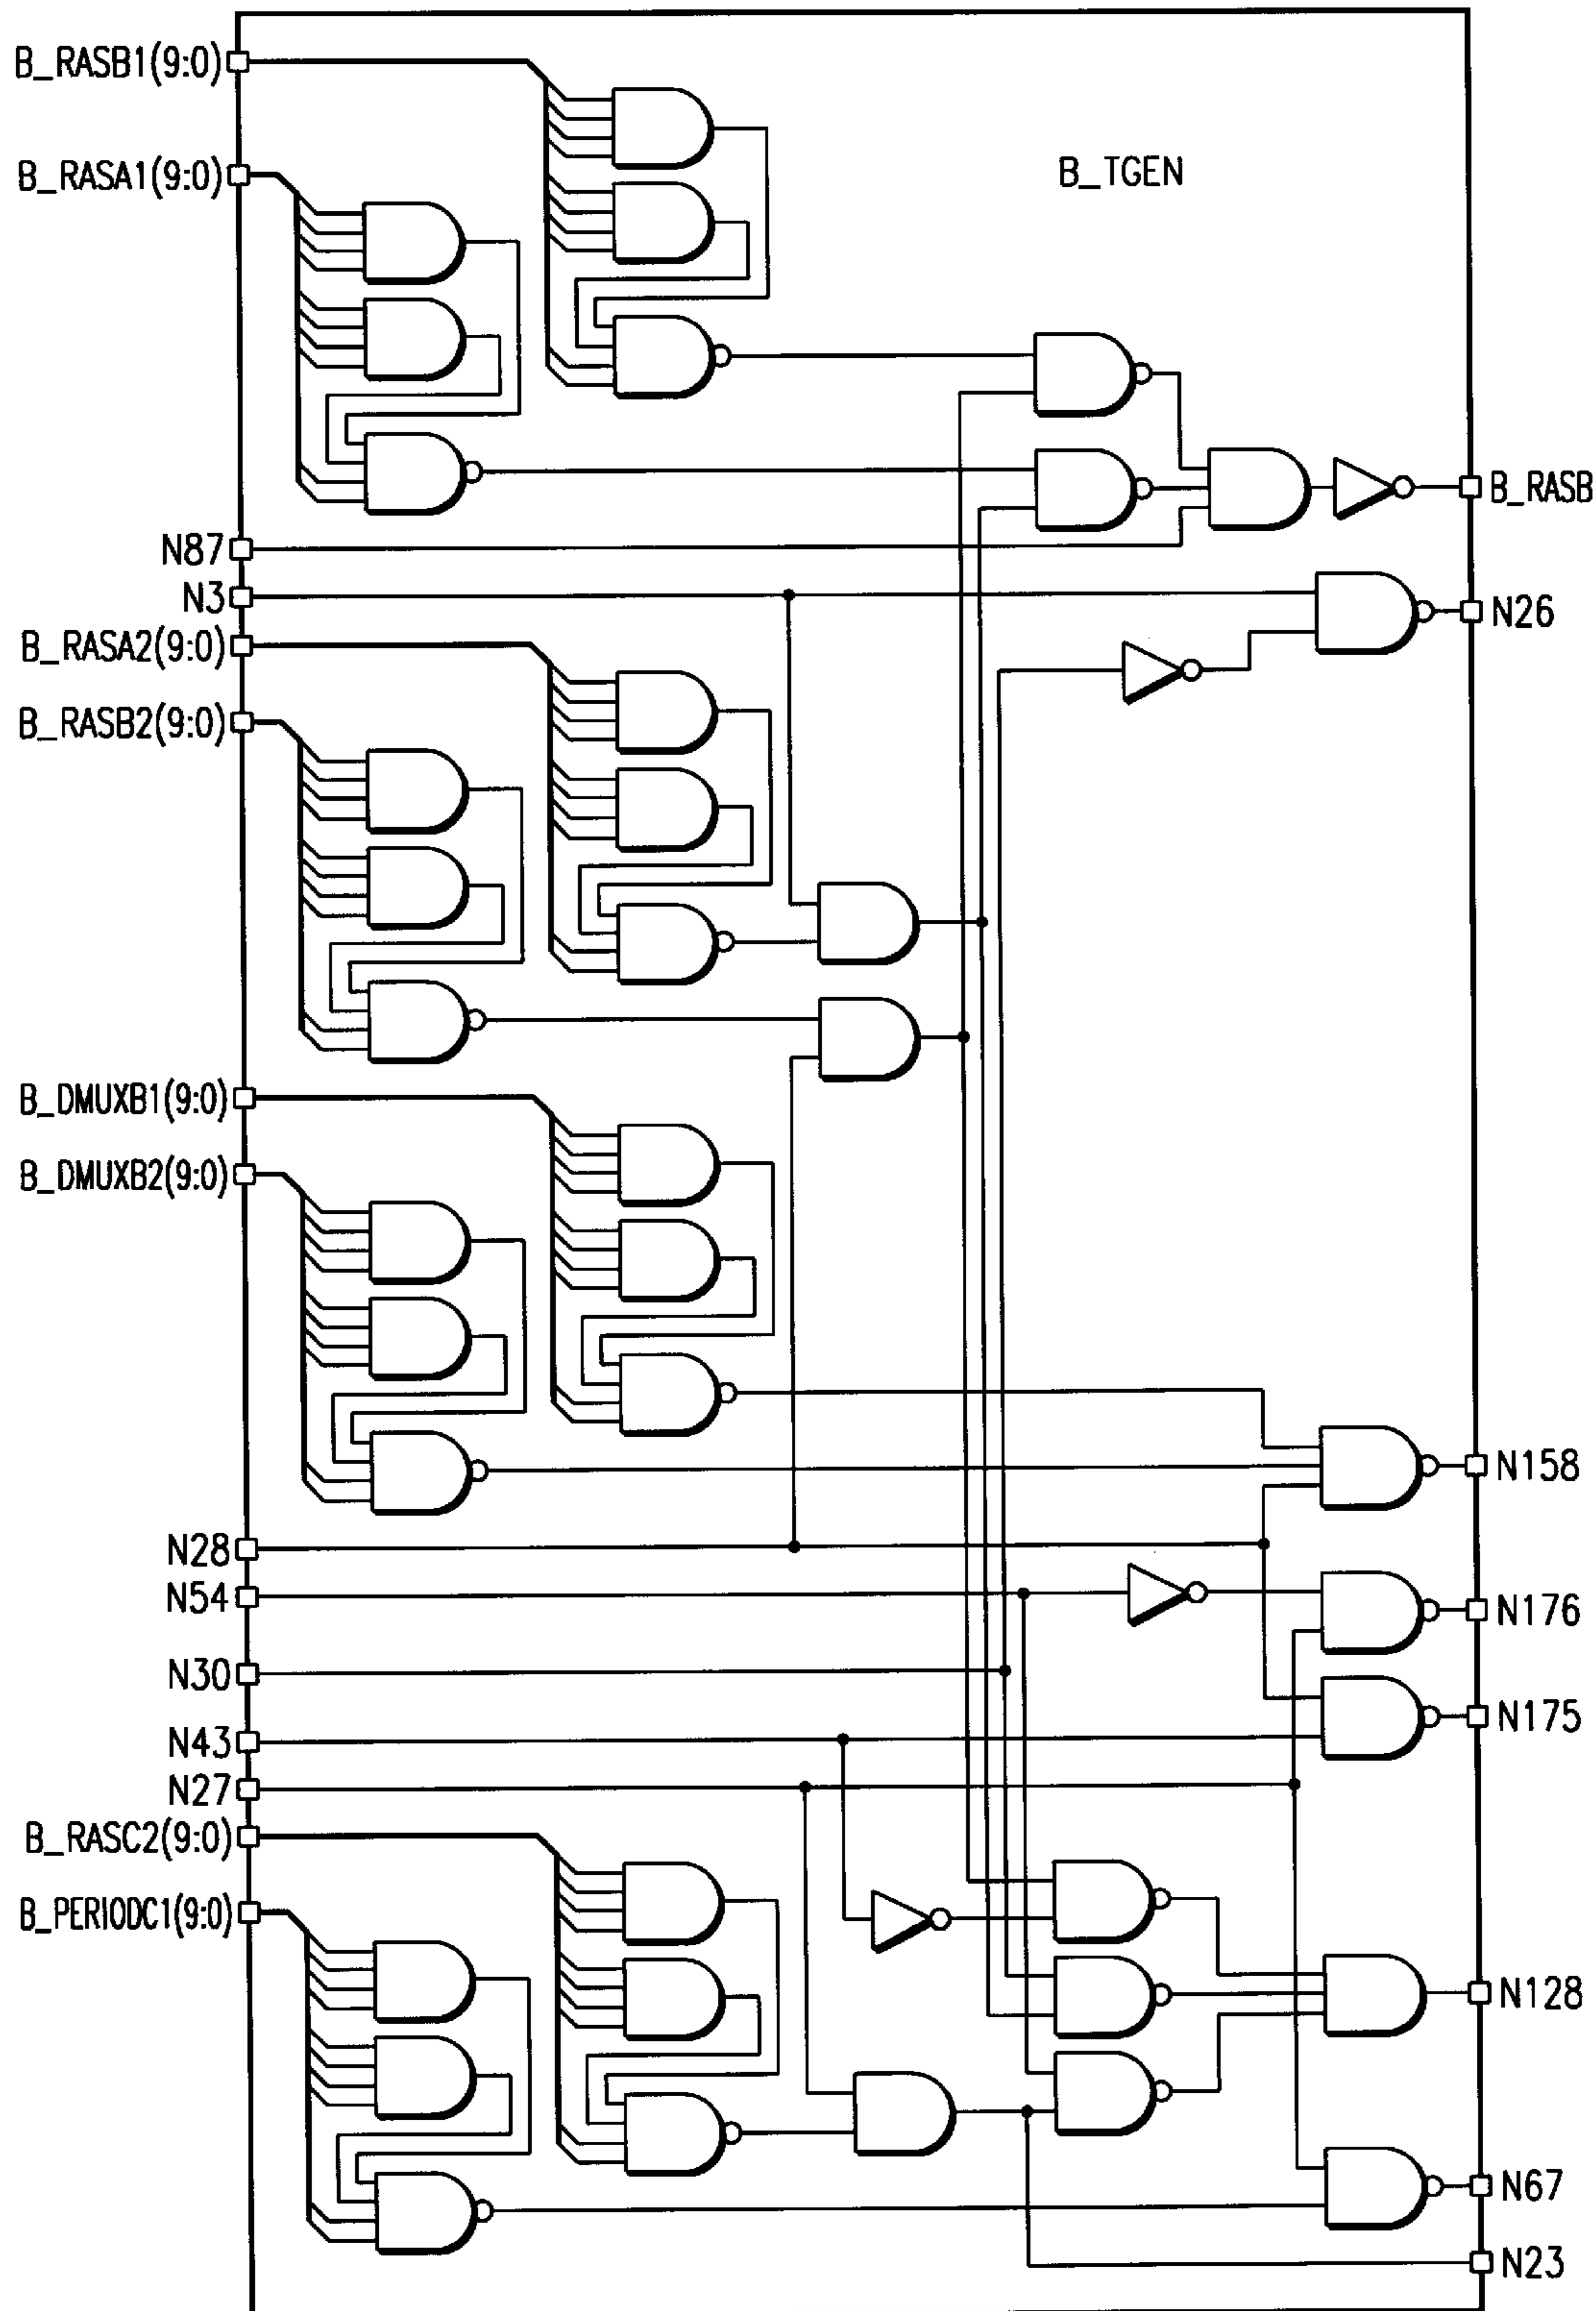 B_RASB1(9:0)
B_TGEN
B_RASA1(9:0)
B_RASB
N87
N3
N26
B_RASA2(9:0)
B_RASB2(9:0)
B_DMUXB1(9:0)
B_DMUXB2(9:0)
N158
N28
N54
N176
N30
N175
N43
N27
B_RASC2(9:0)
B_PERIODC1(9:0)
N128
N67
N23